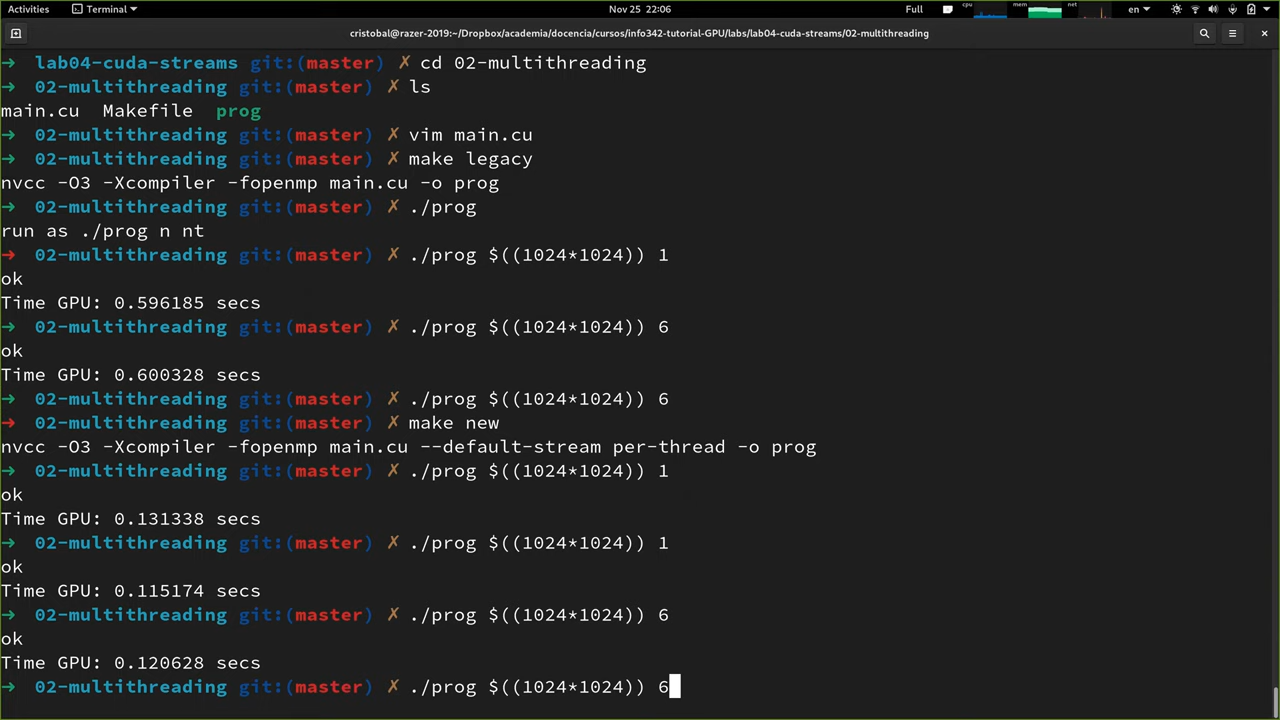 Activities Terminal Nov 25 22:06 Full cpu mem net en
cristobal@razer-2019:~/Dropbox/academia/docencia/cursos/info342-tutorial-GPU/labs/lab04-cuda-streams/02-multithreading
➜ lab04-cuda-streams git:(master) ✗ cd 02-multithreading
➜ 02-multithreading git:(master) ✗ ls
main.cu Makefile prog
➜ 02-multithreading git:(master) ✗ vim main.cu
➜ 02-multithreading git:(master) ✗ make legacy
nvcc -O3 -Xcompiler -fopenmp main.cu -o prog
➜ 02-multithreading git:(master) ✗ ./prog
run as ./prog n nt
➜ 02-multithreading git:(master) ✗ ./prog $((1024*1024)) 1
ok
Time GPU: 0.596185 secs
➜ 02-multithreading git:(master) ✗ ./prog $((1024*1024)) 6
ok
Time GPU: 0.600328 secs
➜ 02-multithreading git:(master) ✗ ./prog $((1024*1024)) 6
➜ 02-multithreading git:(master) ✗ make new
nvcc -O3 -Xcompiler -fopenmp main.cu --default-stream per-thread -o prog
➜ 02-multithreading git:(master) ✗ ./prog $((1024*1024)) 1
ok
Time GPU: 0.131338 secs
➜ 02-multithreading git:(master) ✗ ./prog $((1024*1024)) 1
ok
Time GPU: 0.115174 secs
➜ 02-multithreading git:(master) ✗ ./prog $((1024*1024)) 6
ok
Time GPU: 0.120628 secs
➜ 02-multithreading git:(master) ✗ ./prog $((1024*1024)) 6